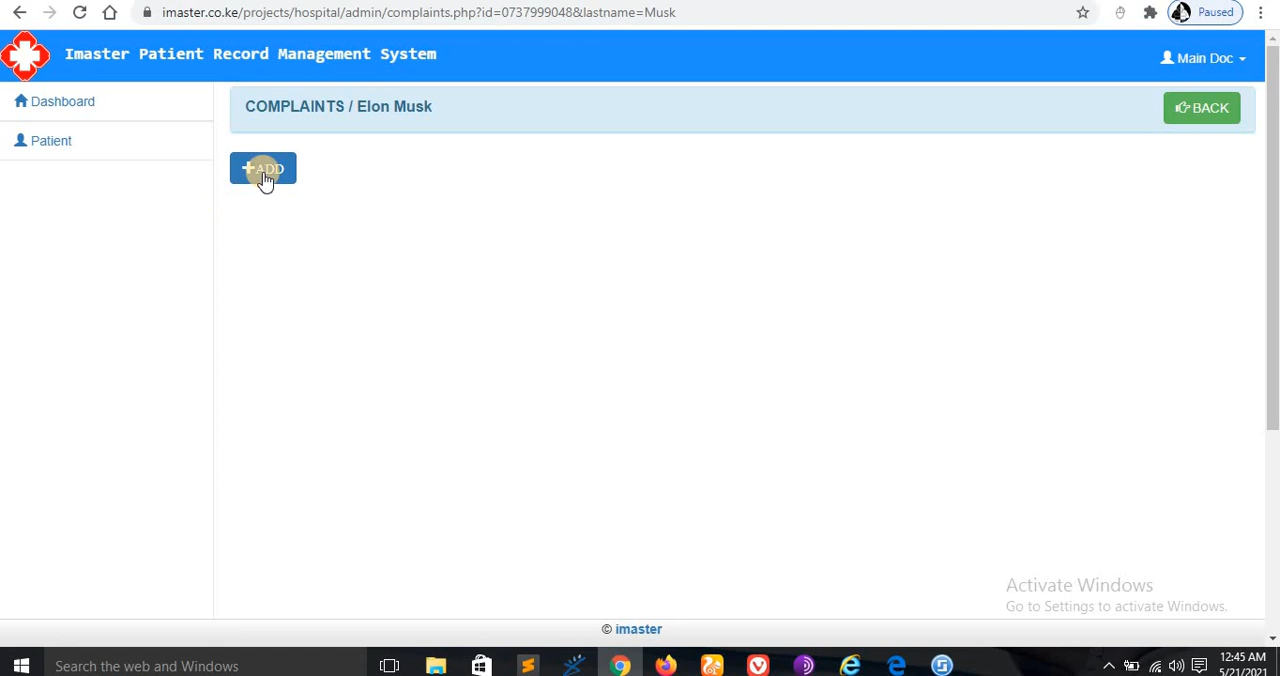 imaster.co.ke/projects/hospital/admin/complaints.php?id=0737999048&lastname=Musk
Paused
Imaster Patient Record Management System
Main Doc
Dashboard
Patient
COMPLAINTS / Elon Musk
BACK
+ADD
Activate Windows
Go to Settings to activate Windows.
© imaster
Search the web and Windows
12:45 AM
5/21/2021